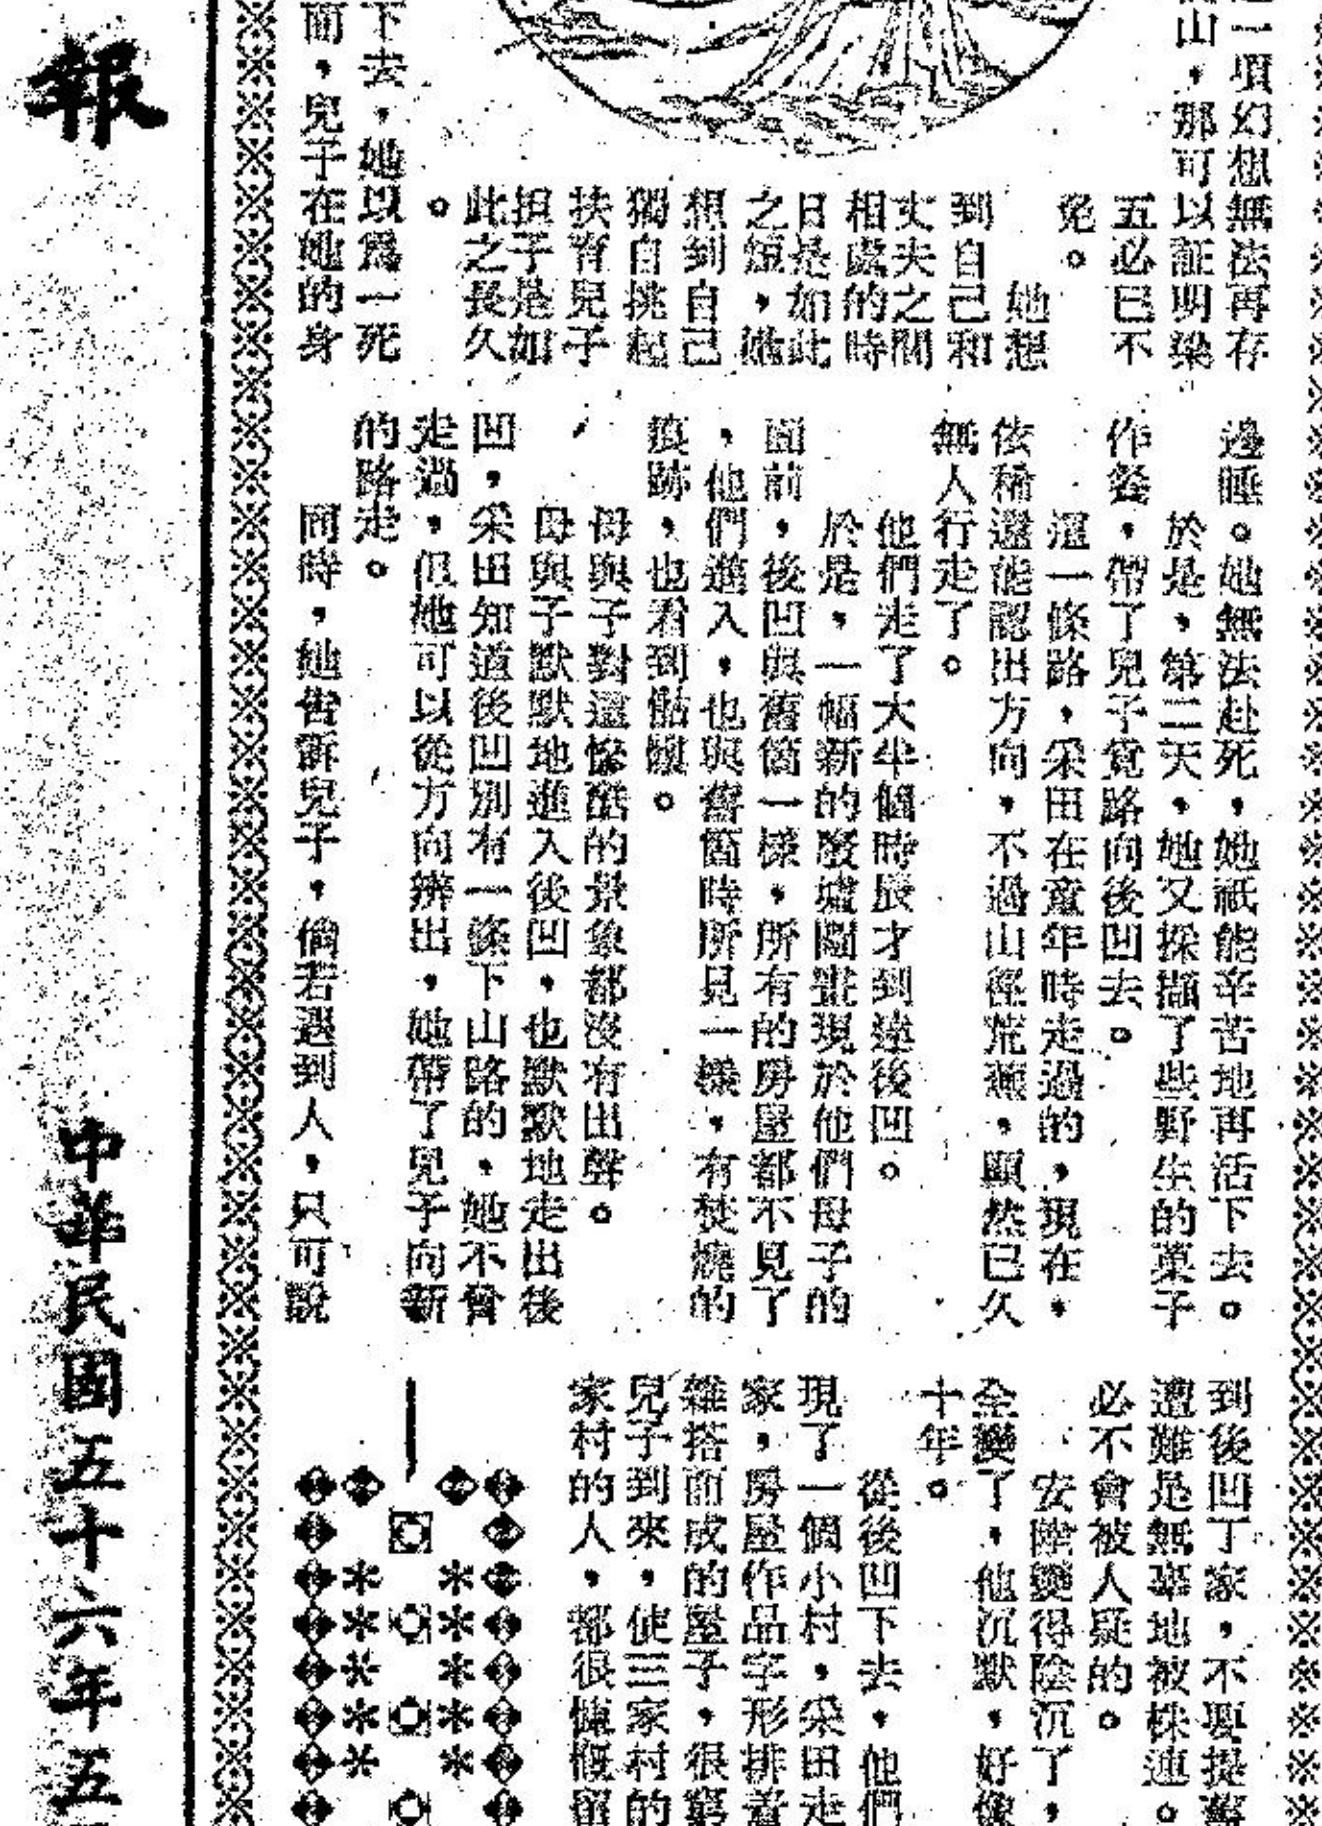 一項幻想無法再存
山，那可以証明梁
五必已不
免。
她想
到自己和
丈夫之間
相處的時
日是如此
之短，她
想到自己
獨自挑起
扶育兒子
担子是如
此之長久
。
下去，她以爲一死
而，兒子在她的身
邊睡。她無法赴死，她祇能辛苦地再活下去。
於是，第二天，她又採擷了些野生的菓子
作餐，帶了兒子覓路向後凹去。
這一條路，采田在童年時走過的，現在，
依稀還能認出方向，不過山徑荒蕪，顯然已久
無人行走了。
他們走了大半個時辰才到達後凹。
於是，一幅新的廢墟圖畫現於他們母子的
面前，後凹與舊箇一樣，所有的房屋都不見了
，他們進入，也與舊箇時所見一樣，有焚燒的
痕跡，也看到骷髏。
母與子對這慘酷的景象都沒有出聲。
母與子默默地進入後凹，也默默地走出後
凹，采田知道後凹別有一條下山路的，她不曾
走過，但她可以從方向辨出，她帶了兒子向新
的路走。
同時，她告訴兒子，倘若遇到人，只可說
到後凹丁家，不要提舊
遭難是無辜地被株連。
必不會被人疑的。
安陰變得陰沉了，
全變了，他沉默，好像
十年。
從後凹下去，他們
現了一個小村，采田走
家，房屋作品字形排着
雜搭而成的屋子，很窮
兒子到來，使三家村的
家村的人，都很慷慨留
報
中華民國五十六年五